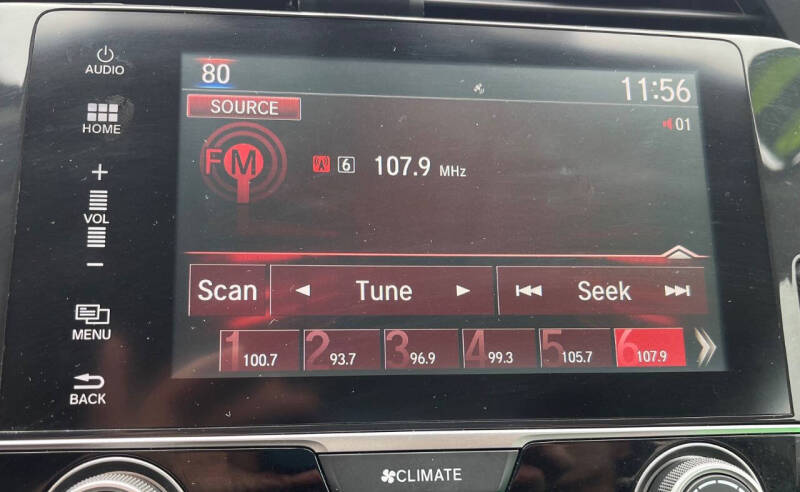 AUDIO
HOME
+
VOL
−
MENU
BACK
80
11:56
SOURCE
01
FM
6 107.9 MHz
Scan Tune Seek
1 100.7 2 93.7 3 96.9 4 99.3 5 105.7 6 107.9
CLIMATE